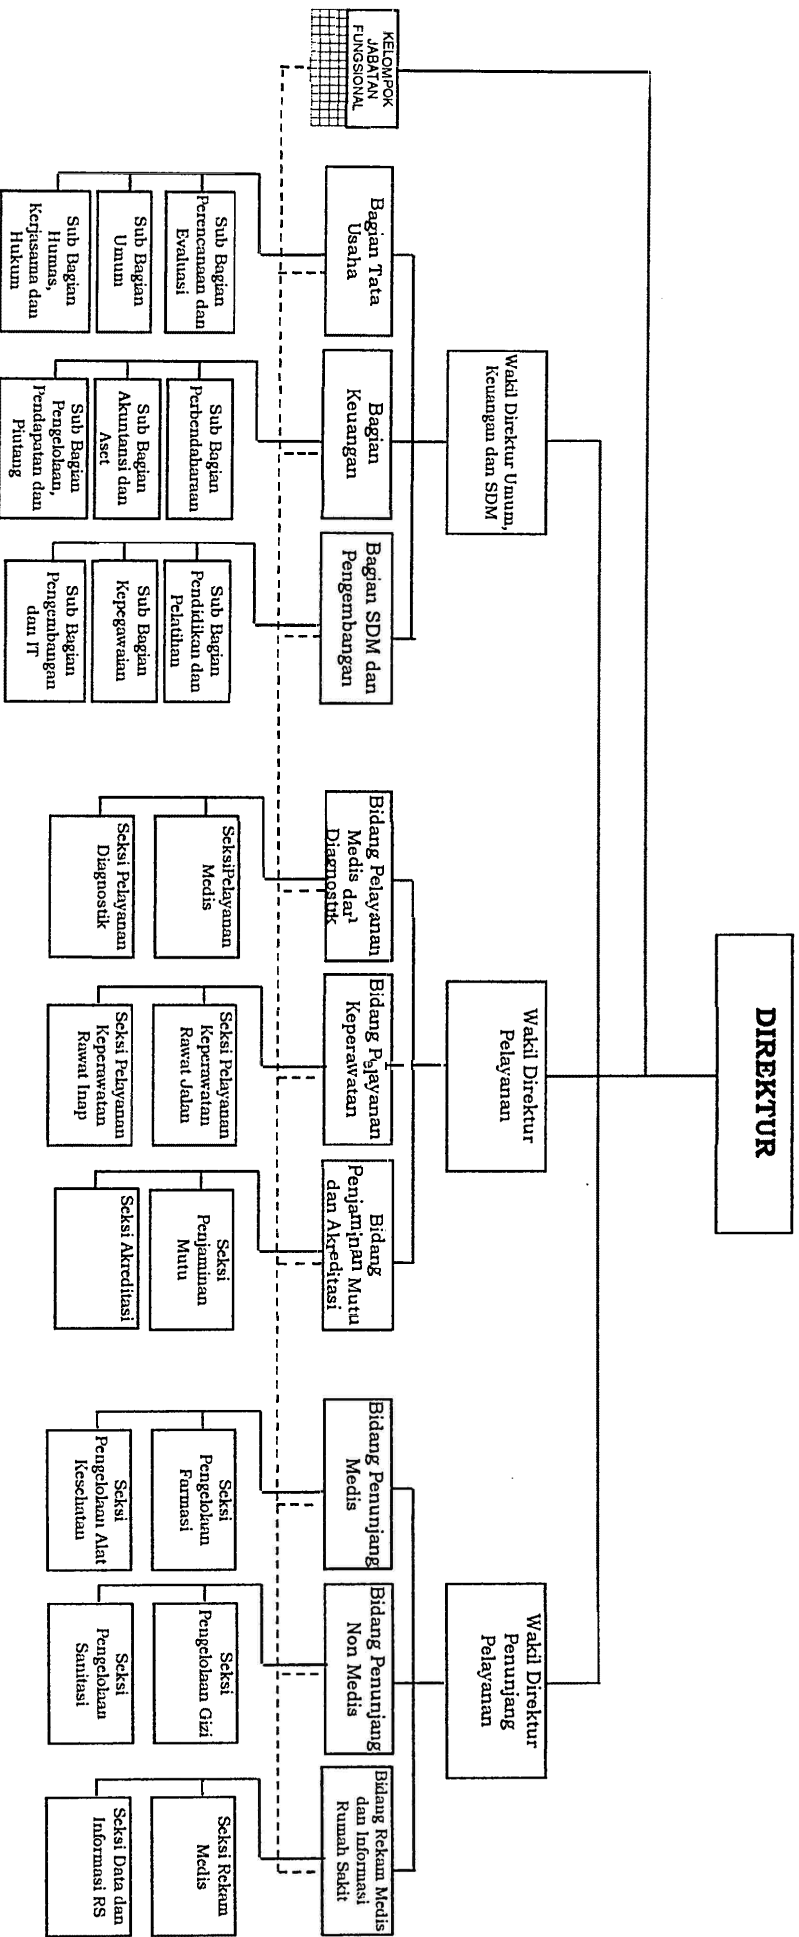 DIREKTUR
KELOMPOK
JABATAN
FUNGSIONAL
Wakil Direktur Umum,
Keuangan dan SDM
Wakil Direktur
Pelayanan
Wakil Direktur
Penunjang
Pelayanan
Bagian Tata
Usaha
Bagian
Keuangan
Bagian SDM dan
Pengembangan
Bidang Pelayanan
Medis dan
Diagnostik
Bidang Pelayanan
Keperawatan
Bidang
Penjaminan Mutu
dan Akreditasi
Bidang Penunjang
Medis
Bidang Penunjang
Non Medis
Bidang Rekam Medis
dan Informasi
Rumah Sakit
Sub Bagian
Perencanaan dan
Evaluasi
Sub Bagian
Umum
Sub Bagian
Humas,
Kerjasama dan
Hukum
Sub Bagian
Perbendaharaan
Sub Bagian
Akuntansi dan
Aset
Sub Bagian
Pengelolaan,
Pendapatan dan
Piutang
Sub Bagian
Pendidikan dan
Pelatihan
Sub Bagian
Kepegawaian
Sub Bagian
Pengembangan
dan IT
SeksiPelayanan
Medis
Seksi Pelayanan
Diagnostik
Seksi Pelayanan
Keperawatan
Rawat Jalan
Seksi Pelayanan
Keperawatan
Rawat Inap
Seksi
Penjaminan
Mutu
Seksi Akreditasi
Seksi
Pengelolaan
Farmasi
Seksi
Pengelolaan Alat
Kesehatan
Seksi
Pengelolaan Gizi
Seksi
Pengelolaan
Sanitasi
Seksi Rekam
Medis
Seksi Data dan
Informasi RS